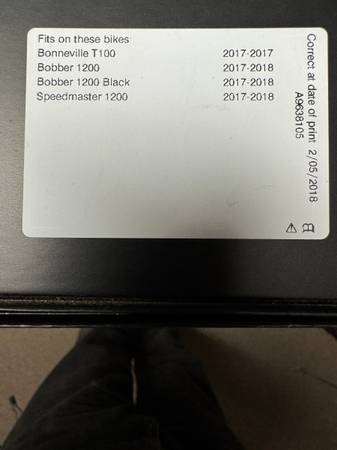 Fits on these bikes:
Bonneville T100 2017-2017
Bobber 1200 2017-2018
Bobber 1200 Black 2017-2018
Speedmaster 1200 2017-2018
Correct at date of print 2/05/2018
A9638105